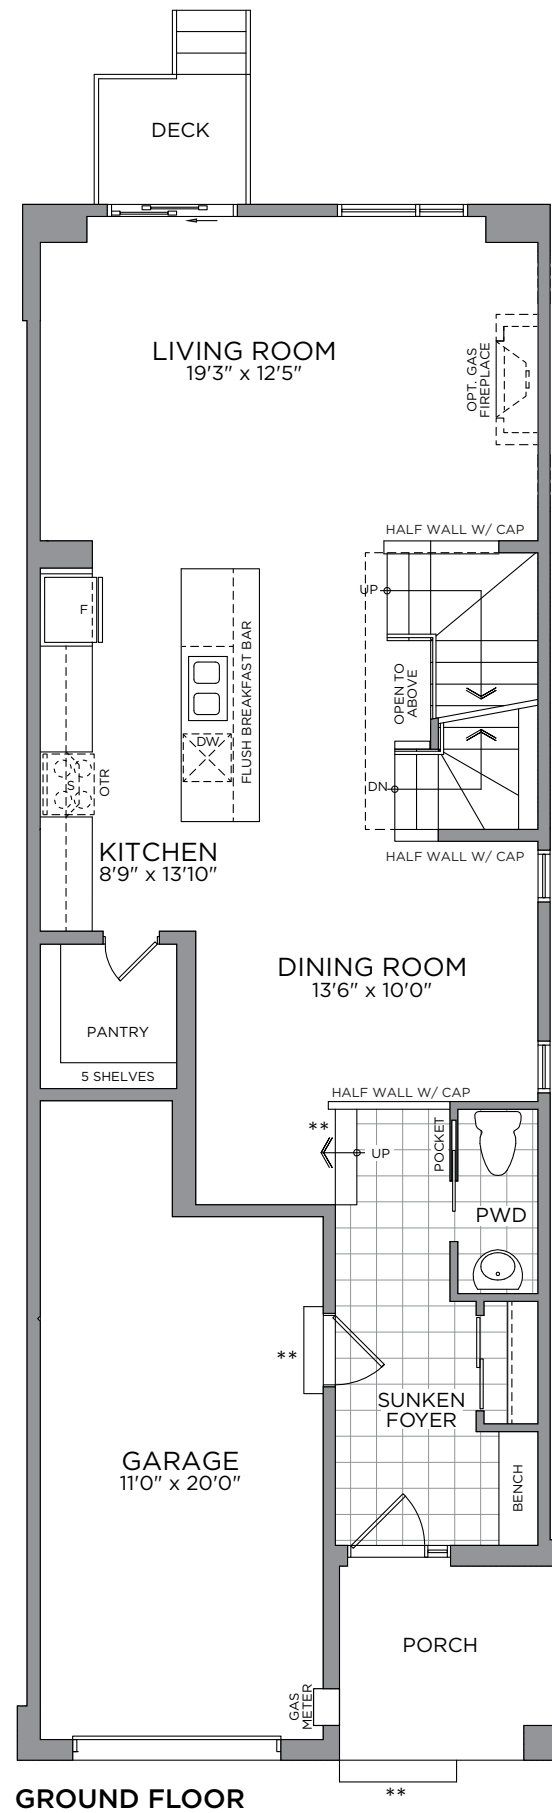 DECK
LIVING ROOM
19'3" x 12'5"
OPT. GAS
FIREPLACE
HALF WALL W/ CAP
UP
F
OPEN TO
ABOVE
FLUSH BREAKFAST BAR
DW
S
OTR
DN
KITCHEN
8'9" x 13'10"
HALF WALL W/ CAP
DINING ROOM
13'6" x 10'0"
PANTRY
5 SHELVES
HALF WALL W/ CAP
**
UP
POCKET
PWD
**
SUNKEN
FOYER
GARAGE
11'0" x 20'0"
BENCH
PORCH
GAS
METER
**
GROUND FLOOR